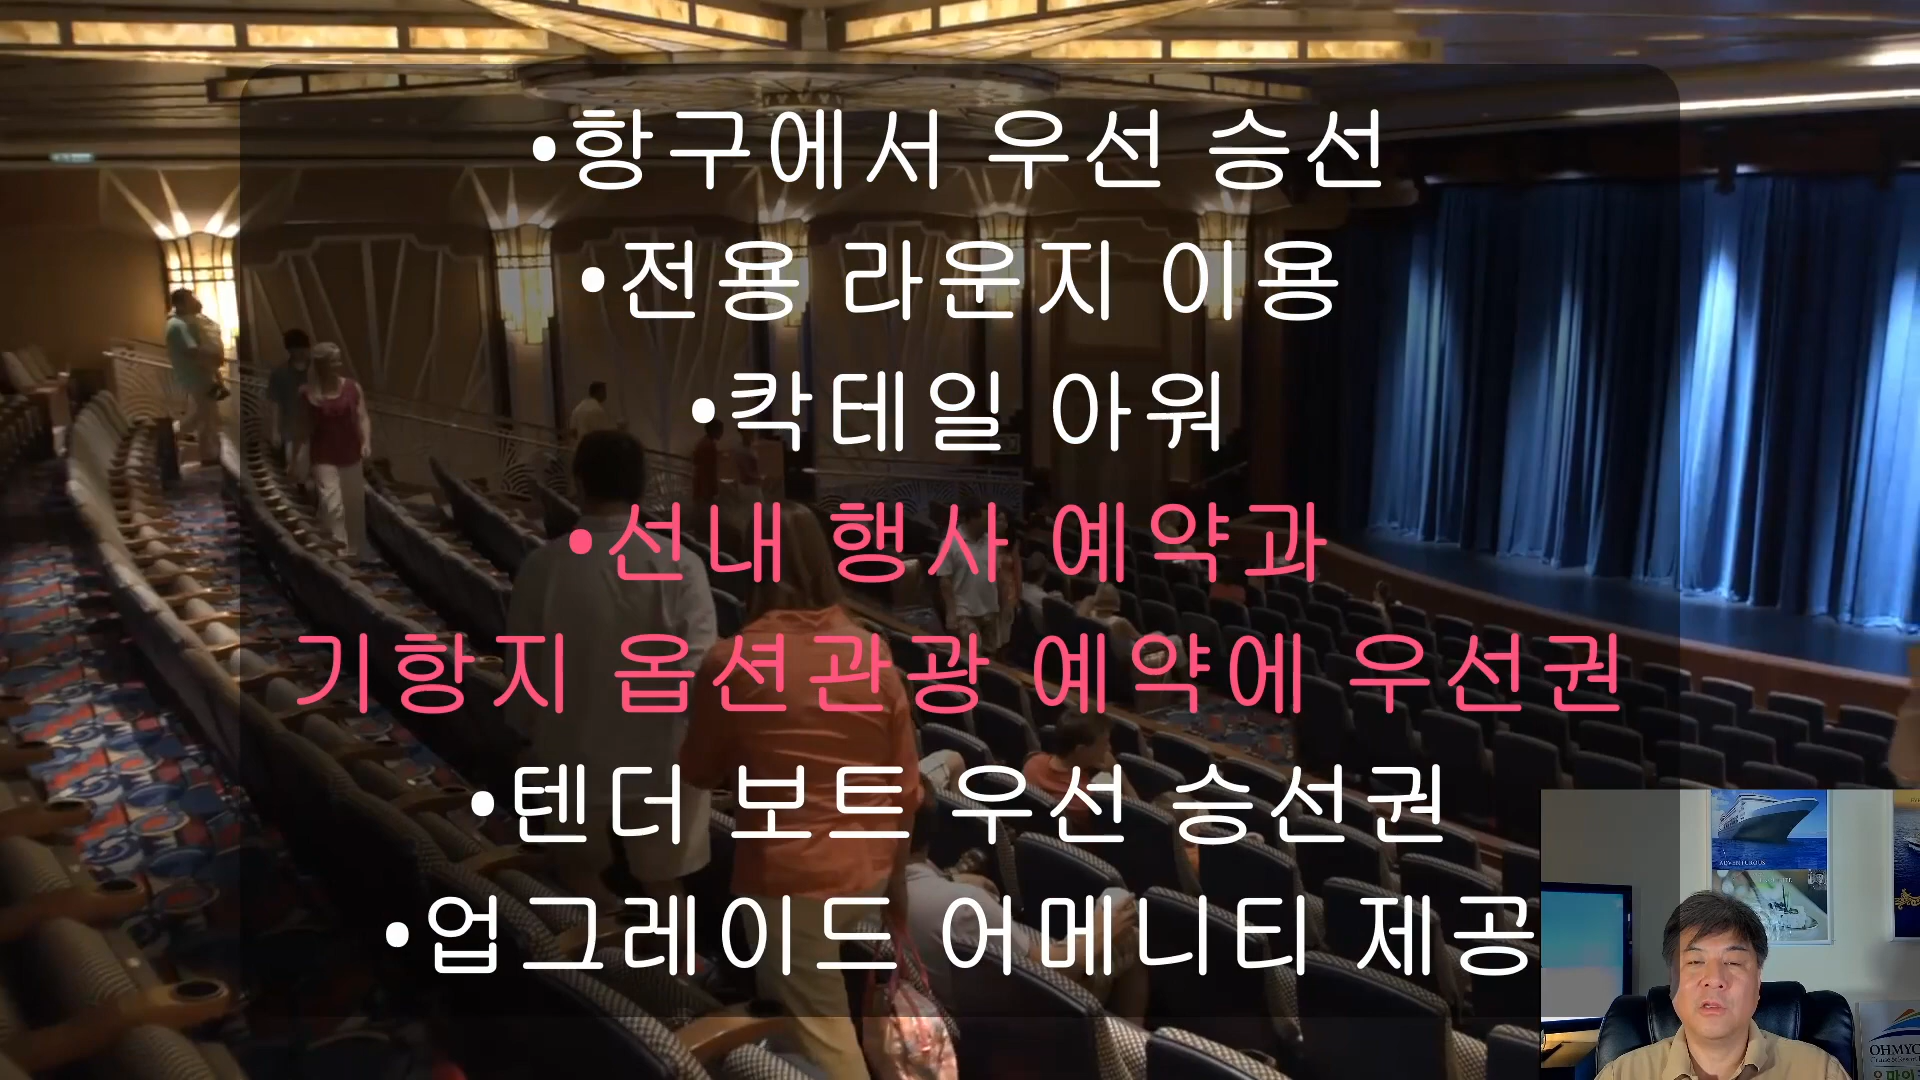 •항구에서 우선 승선
•전용 라운지 이용
•칵테일 아워
•선내 행사 예약과
기항지 옵션관광 예약에 우선권
•텐더 보트 우선 승선권
•업그레이드 어메니티 제공
ADVENTUROUS
OHMYC